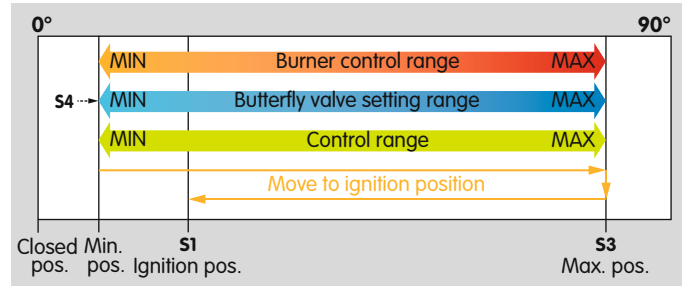 0° 90°
MIN Burner control range MAX
S4 MIN Butterfly valve setting range MAX
MIN Control range MAX
Move to ignition position
Closed Min. S1 S3
pos. pos. Ignition pos. Max. pos.